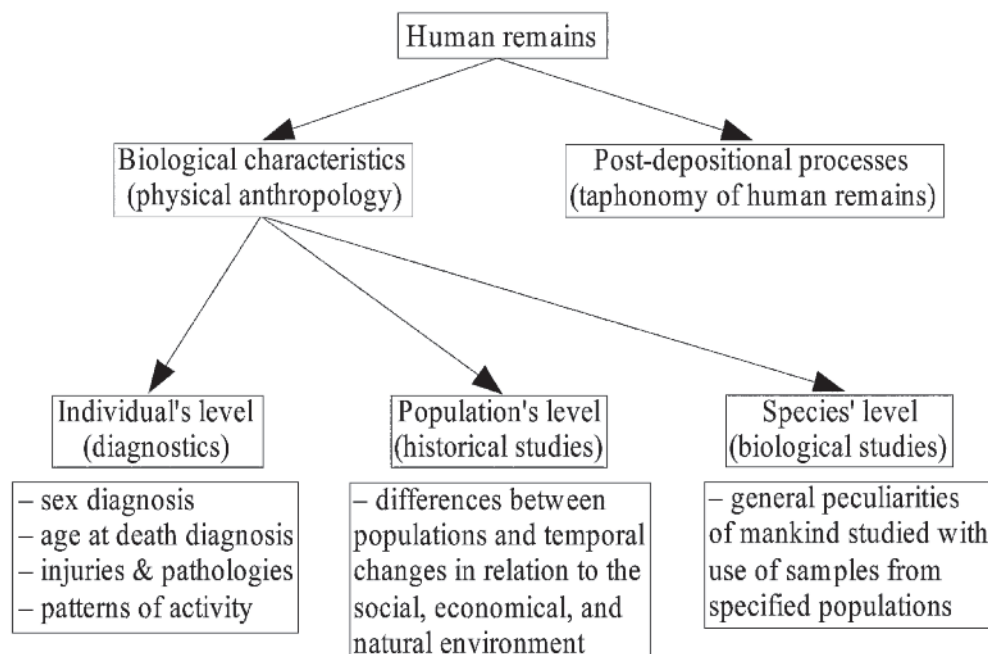 Human remains
Biological characteristics
(physical anthropology)
Post-depositional processes
(taphonomy of human remains)
Individual's level
(diagnostics)
Population's level
(historical studies)
Species' level
(biological studies)
– sex diagnosis
– age at death diagnosis
– injuries & pathologies
– patterns of activity
– differences between
populations and temporal
changes in relation to the
social, economical, and
natural environment
– general peculiarities
of mankind studied with
use of samples from
specified populations